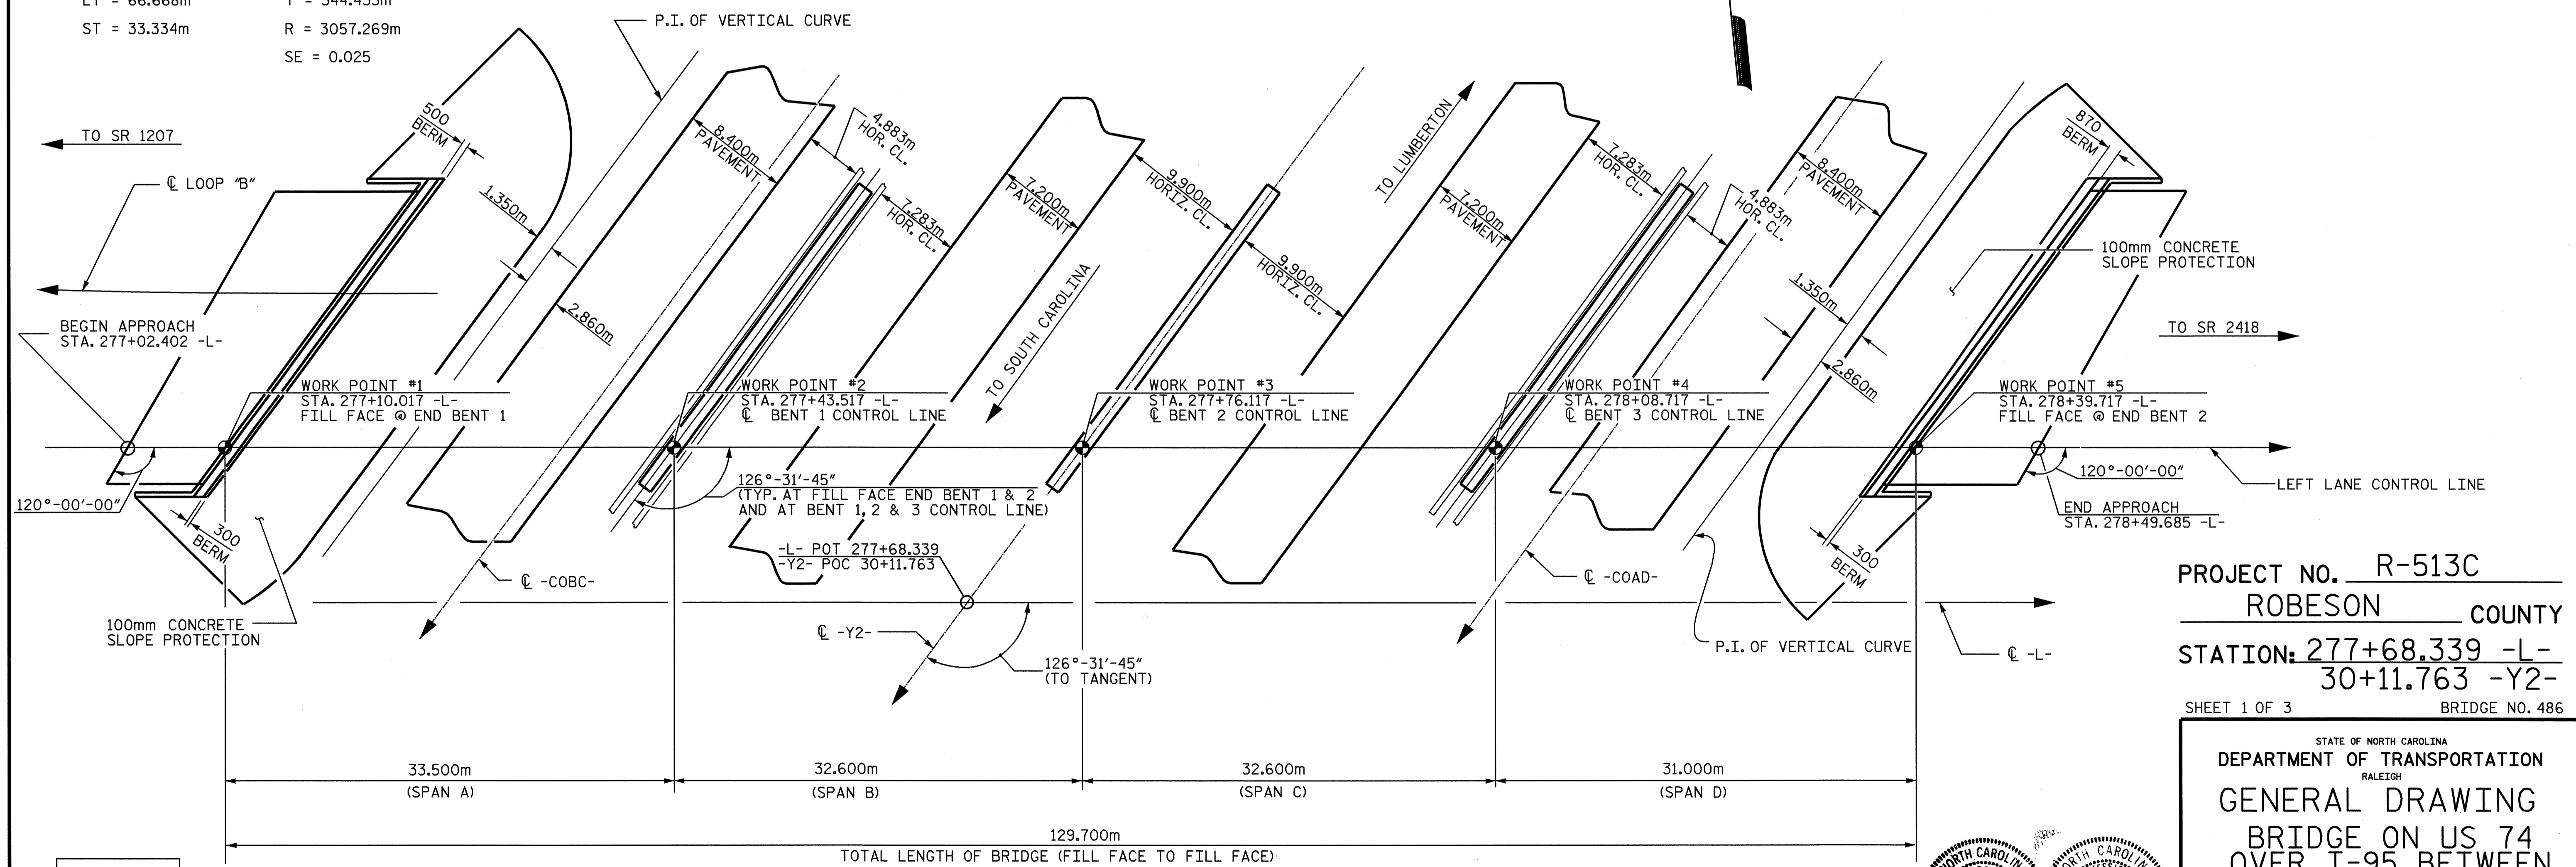 LT = 66.668m
T = 544.455m
ST = 33.334m
R = 3057.269m
SE = 0.025
P.I. OF VERTICAL CURVE
TO SR 1207
℄ LOOP "B"
500
BERM
1.350m
8.400m
PAVEMENT
4.883m
HOR. CL.
7.283m
HOR. CL.
7.200m
PAVEMENT
9.900m
HORIZ. CL.
9.900m
HORIZ. CL.
TO LUMBERTON
7.200m
PAVEMENT
7.283m
HOR. CL.
4.883m
HOR. CL.
8.400m
PAVEMENT
870
BERM
100mm CONCRETE
SLOPE PROTECTION
1.350m
2.860m
TO SOUTH CAROLINA
2.860m
TO SR 2418
BEGIN APPROACH
STA. 277+02.402 -L-
WORK POINT #1
STA. 277+10.017 -L-
FILL FACE @ END BENT 1
WORK POINT #2
STA. 277+43.517 -L-
℄ BENT 1 CONTROL LINE
WORK POINT #3
STA. 277+76.117 -L-
℄ BENT 2 CONTROL LINE
WORK POINT #4
STA. 278+08.717 -L-
℄ BENT 3 CONTROL LINE
WORK POINT #5
STA. 278+39.717 -L-
FILL FACE @ END BENT 2
120°-00'-00"
126°-31'-45"
(TYP. AT FILL FACE END BENT 1 & 2
AND AT BENT 1, 2 & 3 CONTROL LINE)
120°-00'-00"
LEFT LANE CONTROL LINE
END APPROACH
STA. 278+49.685 -L-
300
BERM
-L- POT 277+68.339
-Y2- POC 30+11.763
300
BERM
℄ -COBC-
℄ -COAD-
100mm CONCRETE
SLOPE PROTECTION
℄ -Y2-
126°-31'-45"
(TO TANGENT)
P.I. OF VERTICAL CURVE
℄ -L-
PROJECT NO. R-513C
ROBESON COUNTY
STATION: 277+68.339 -L-
30+11.763 -Y2-
SHEET 1 OF 3 BRIDGE NO. 486
33.500m
(SPAN A)
32.600m
(SPAN B)
32.600m
(SPAN C)
31.000m
(SPAN D)
129.700m
TOTAL LENGTH OF BRIDGE (FILL FACE TO FILL FACE)
STATE OF NORTH CAROLINA
DEPARTMENT OF TRANSPORTATION
RALEIGH
GENERAL DRAWING
BRIDGE ON US 74
OVER I-95 BETWEEN
NORTH CAROLINA
NORTH CAROLINA